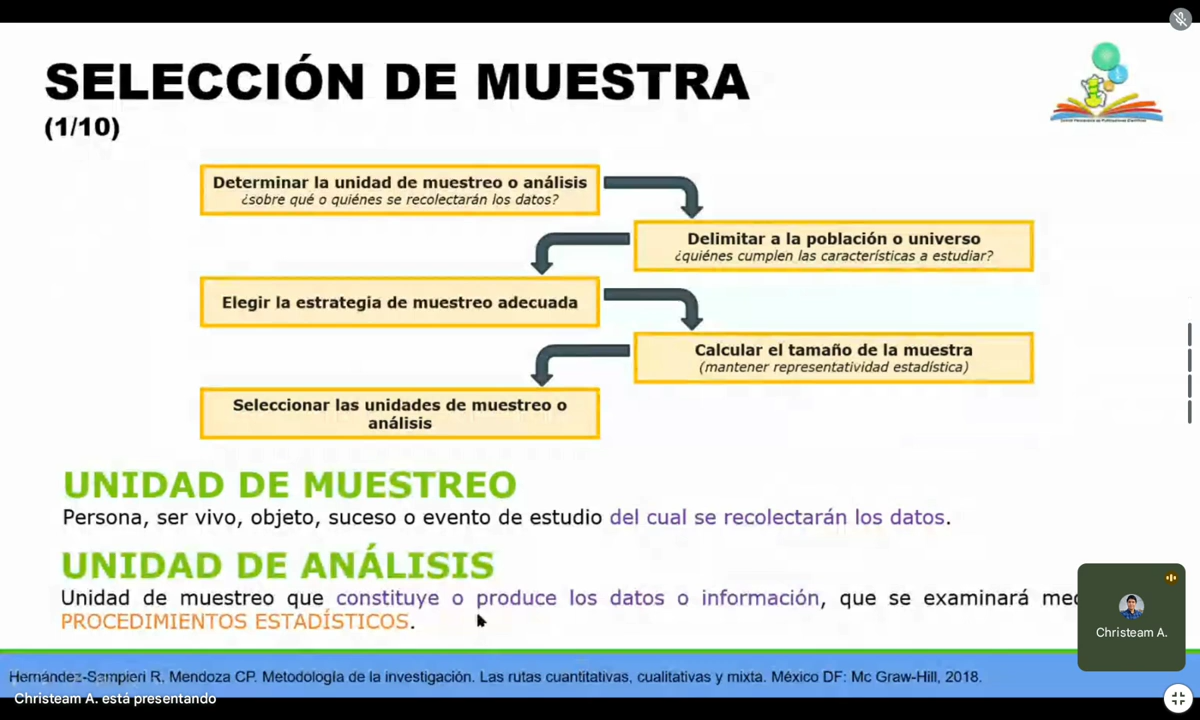 SELECCIÓN DE MUESTRA
(1/10)
Determinar la unidad de muestreo o análisis
¿sobre qué o quiénes se recolectarán los datos?
Delimitar a la población o universo
¿quiénes cumplen las características a estudiar?
Elegir la estrategia de muestreo adecuada
Calcular el tamaño de la muestra
(mantener representatividad estadística)
Seleccionar las unidades de muestreo o
análisis
UNIDAD DE MUESTREO
Persona, ser vivo, objeto, suceso o evento de estudio del cual se recolectarán los datos.
UNIDAD DE ANÁLISIS
Unidad de muestreo que constituye o produce los datos o información, que se examinará
PROCEDIMIENTOS ESTADÍSTICOS.
Christeam A.
Hernández-Sampieri R, Mendoza CP. Metodología de la investigación. Las rutas cuantitativas, cualitativas y mixta. México DF: Mc Graw-Hill, 2018.
Christeam A. está presentando